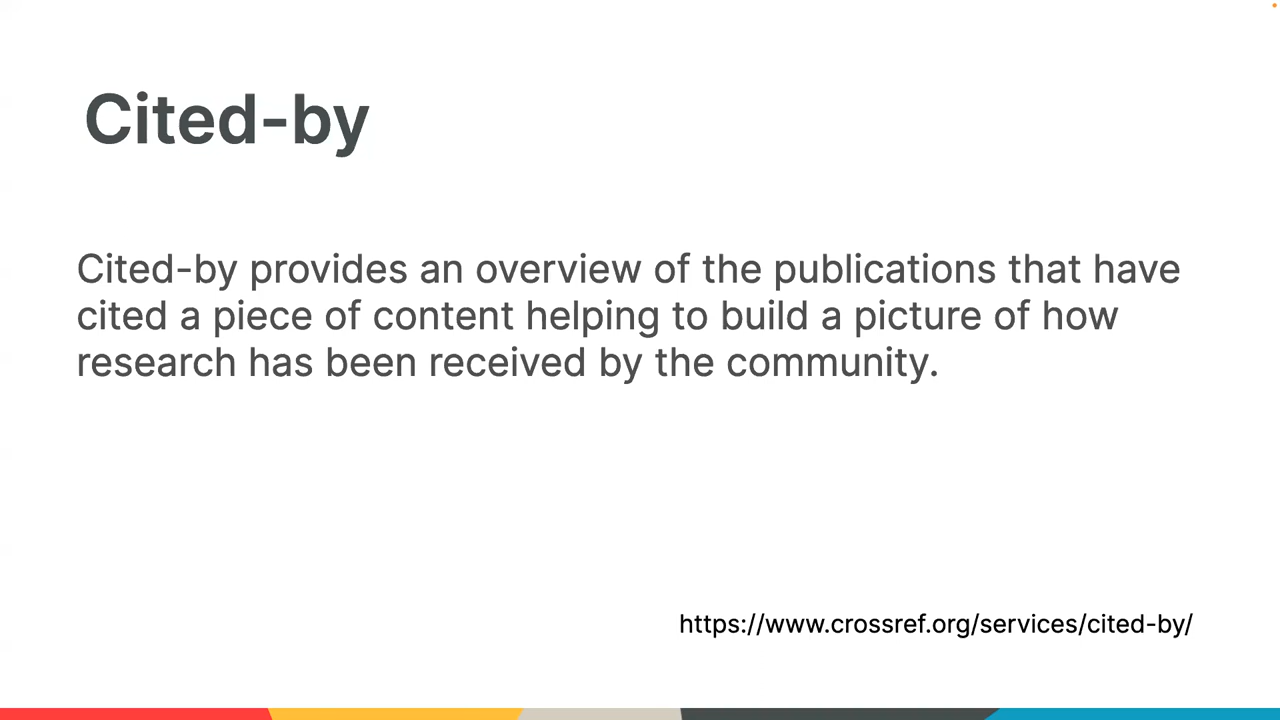 Cited-by
Cited-by provides an overview of the publications that have
cited a piece of content helping to build a picture of how
research has been received by the community.
https://www.crossref.org/services/cited-by/